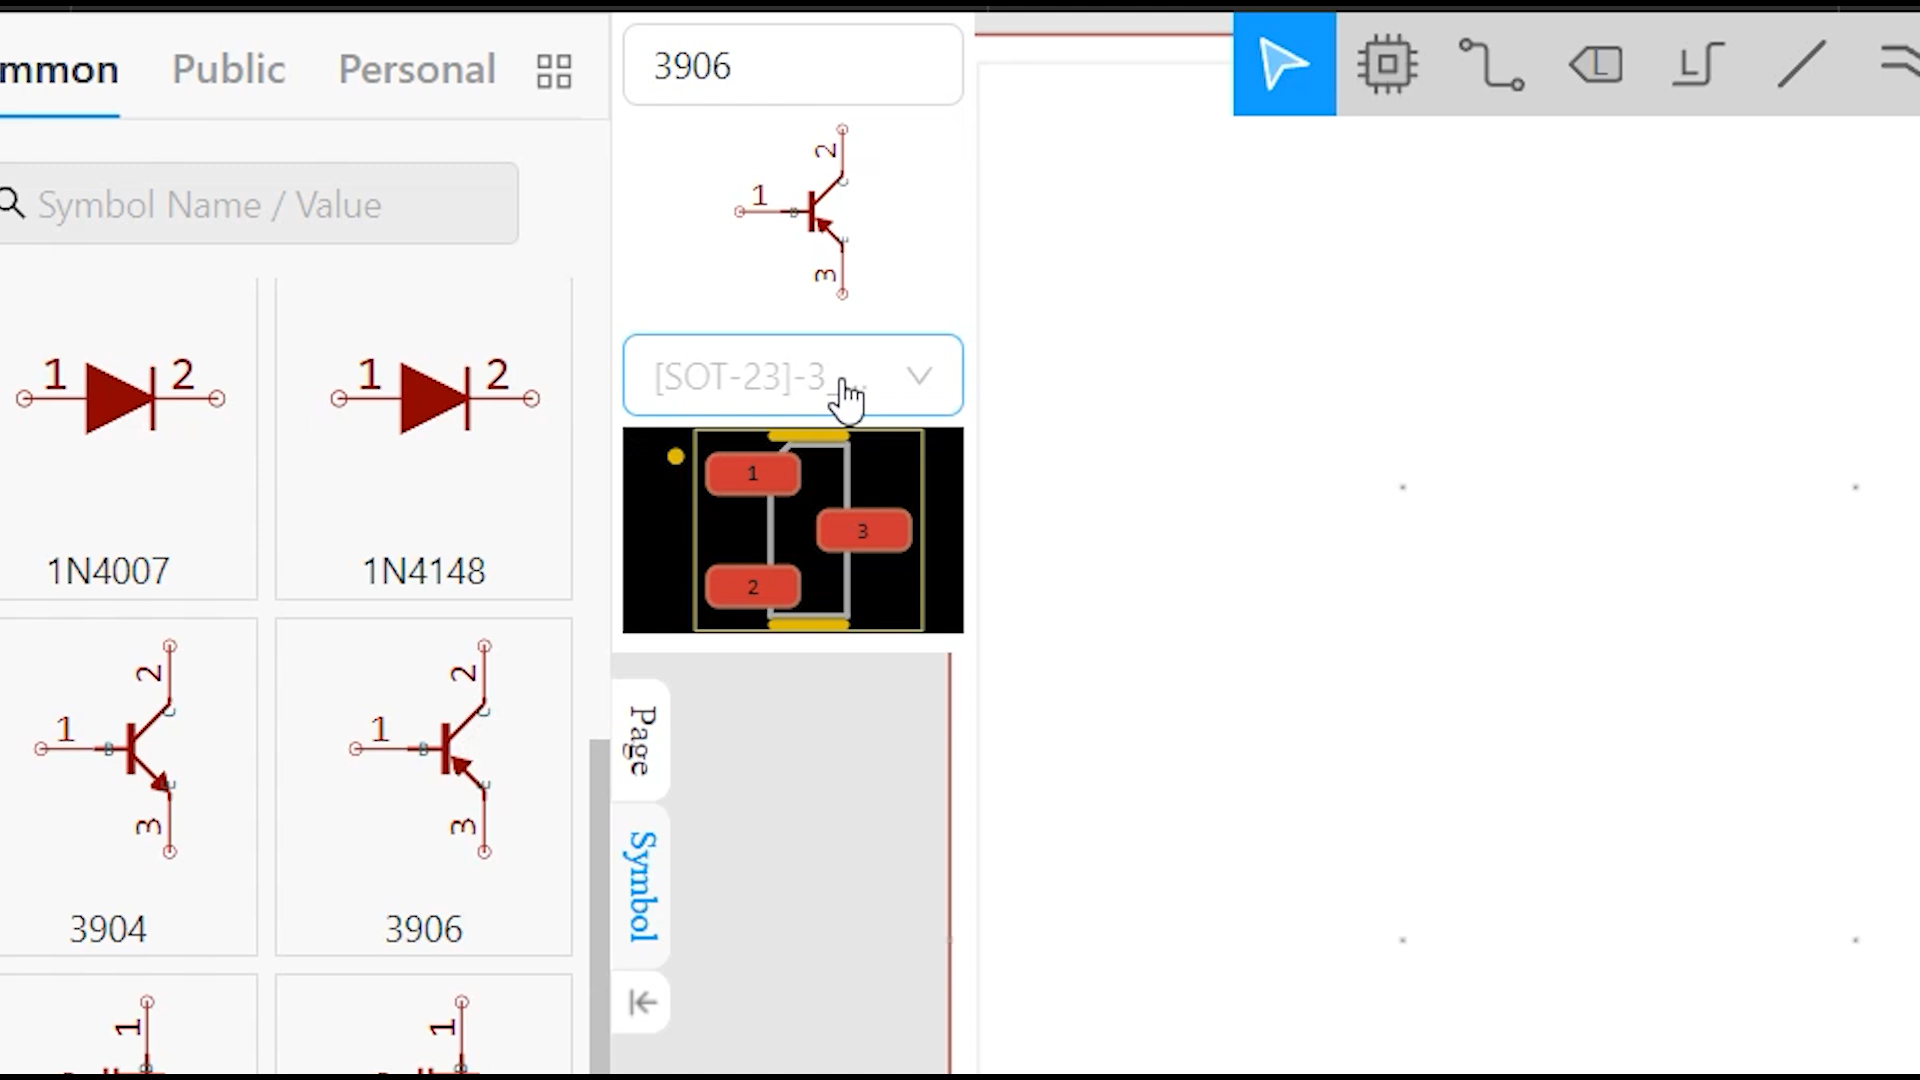 mmon
Public
Personal
3906
Symbol Name / Value
2
1
3
[SOT-23]-3_...
1 2
1 2
1N4007
1N4148
1
3
2
2
1
B
3
2
1
B
3
3904
3906
1
1
Page
Symbol
L